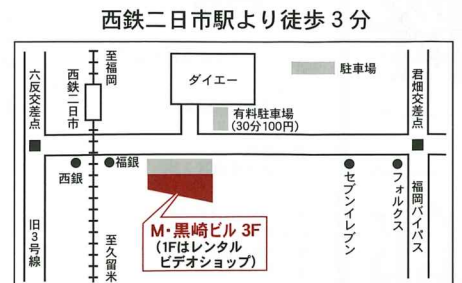 西鉄二日市駅より徒歩3分
六反交差点
西鉄二日市
至福岡
ダイエー
駐車場
君畑交差点
有料駐車場
(30分100円)
西銀
福銀
セブンイレブン
フォルクス
福岡バイパス
旧3号線
至久留米
M・黒崎ビル 3F
(1Fはレンタル
ビデオショップ)